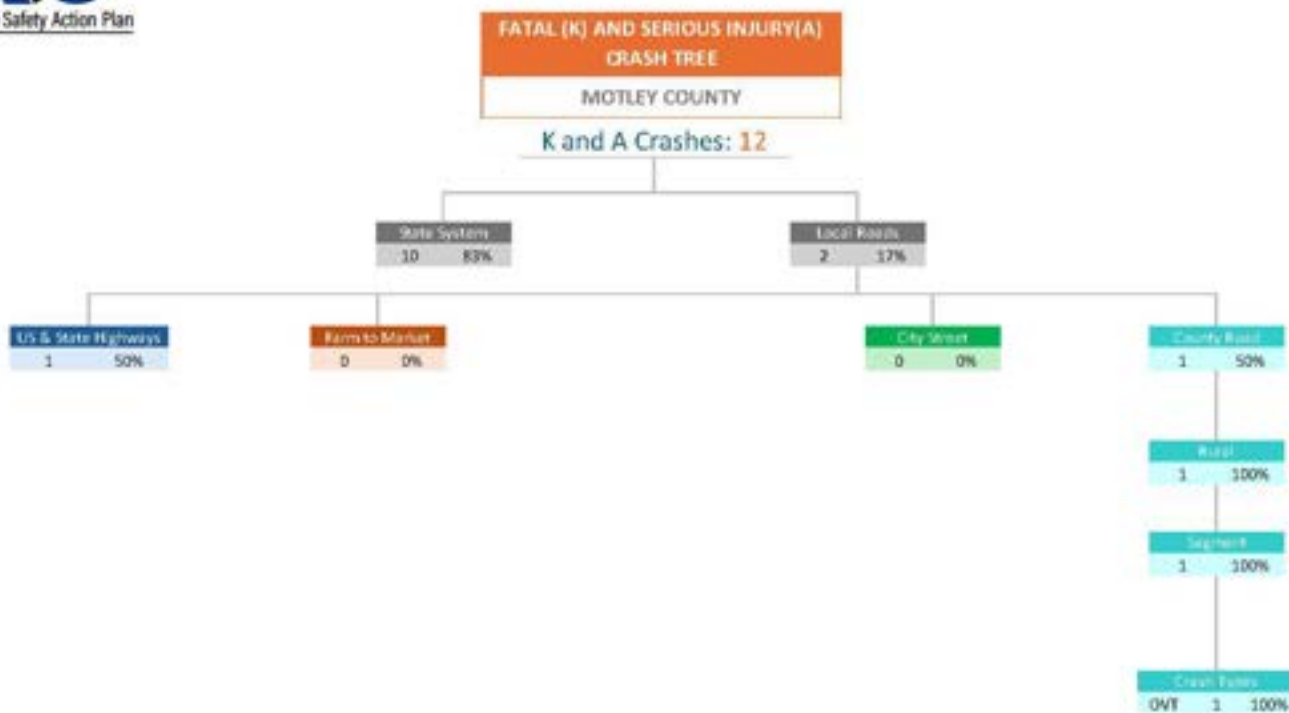 Safety Action Plan
FATAL (K) AND SERIOUS INJURY(A)
CRASH TREE
MOTLEY COUNTY
K and A Crashes: 12
State System
10 83%
Local Roads
2 17%
US & State Highways
1 50%
Farm to Market
0 0%
City Street
0 0%
County Road
1 50%
Rural
1 100%
Segment
1 100%
Crash Types
OVT 1 100%